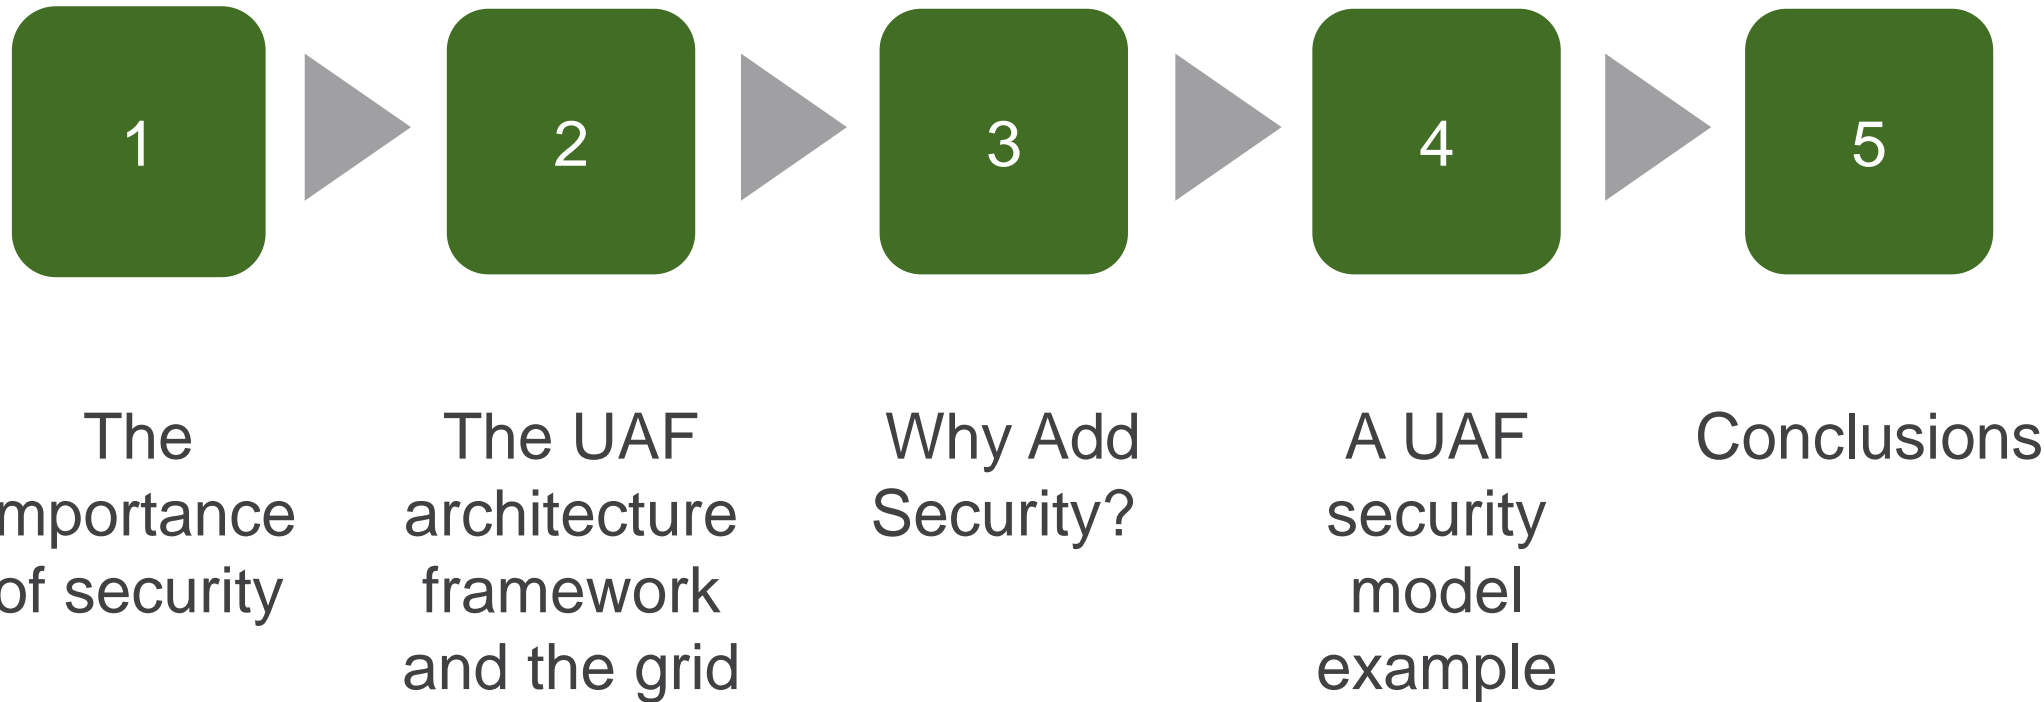 1
2
3
4
5
The
mportance
of security
The UAF
architecture
framework
and the grid
Why Add
Security?
A UAF
security
model
example
Conclusions